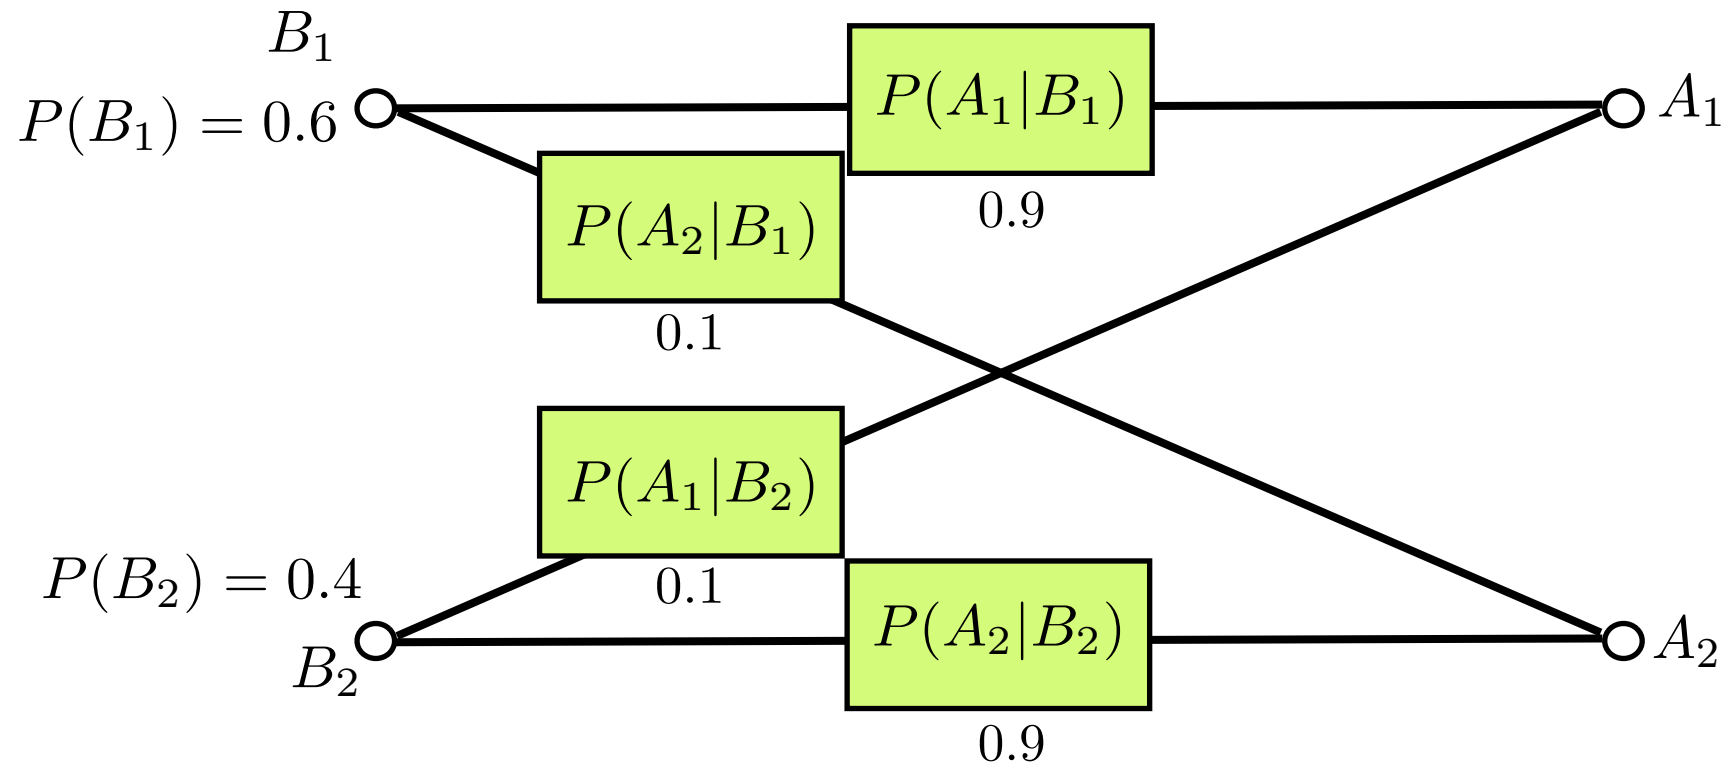 B₁
P(B₁) = 0.6
P(A₁|B₁)
A₁
0.9
P(A₂|B₁)
0.1
P(A₁|B₂)
0.1
P(B₂) = 0.4
B₂
P(A₂|B₂)
A₂
0.9